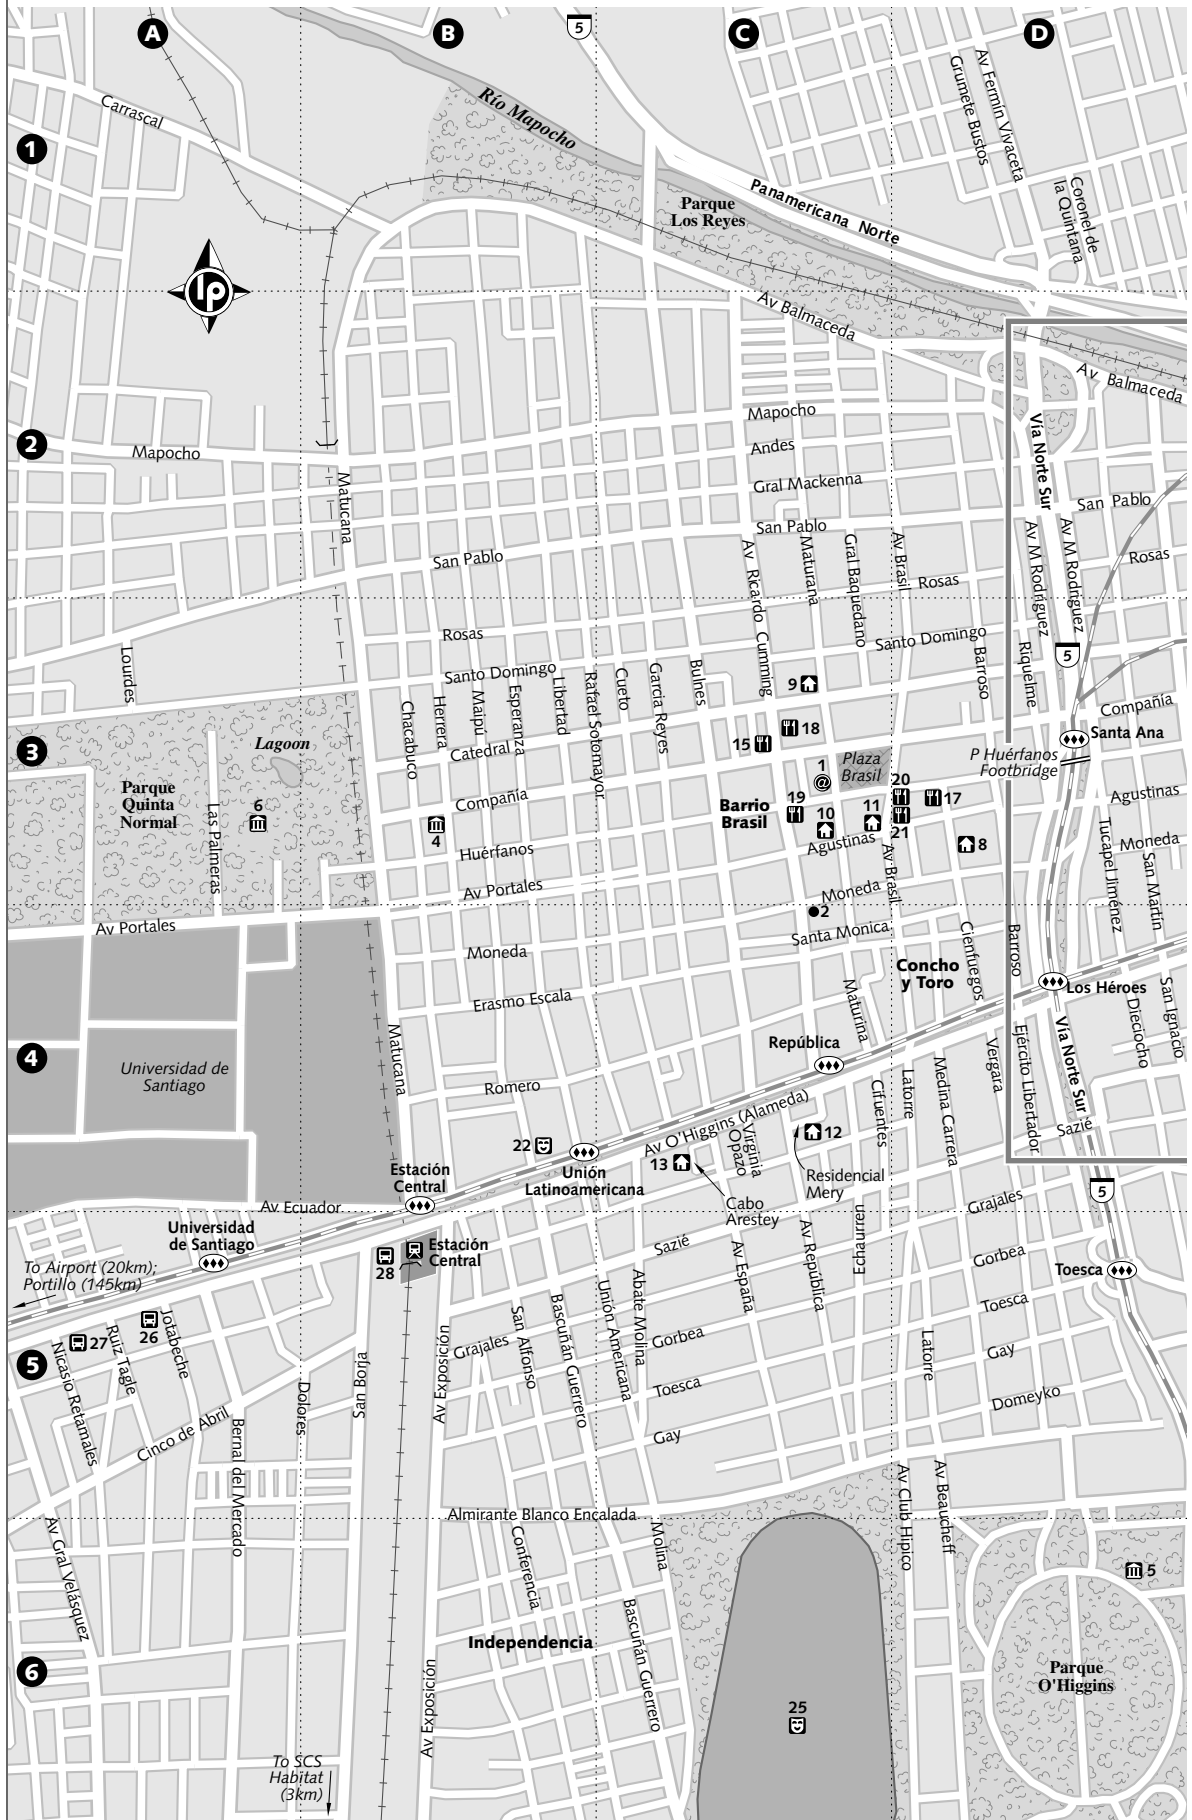 A
B
5
C
D
Carrascal
Río Mapocho
Av Fermín Vivaceta
Grumete Bustos
1
Coronel de
la Quintana
Panamericana Norte
Parque
Los Reyes
lp
Av Balmaceda
Av Balmaceda
Mapocho
Andes
2
Mapocho
Vía Norte Sur
Gral Mackenna
Matucana
San Pablo
San Pablo
San Pablo
Av Ricardo Cumming
Maturana
Gral Baquedano
Av Brasil
Av M Rodríguez
Av M Rodríguez
Rosas
Rosas
Rosas
Santo Domingo
Santo Domingo
Lourdes
Barroso
Riquelme
5
Chacabuco
Herrera
Maipú
Esperanza
Libertad
Rafael Sotomayor
Cueto
Garcia Reyes
Bulnes
9
Compañía
Catedral
Lagoon
18
15
Santa Ana
3
Plaza
Brasil
P Huérfanos
Footbridge
1
@
20
17
Parque
Quinta
Normal
Las Palmeras
6
Compañía
4
Barrio
Brasil
19
10
11
21
Agustinas
Agustinas
8
Huérfanos
Tucapel Jiménez
Moneda
San Martín
Av Portales
Moneda
Av Brasil
2
Av Portales
Santa Monica
Moneda
Cienfuegos
Barroso
Concho
y Toro
Los Héroes
Erasmo Escala
Maturina
Dieciocho
San Ignacio
Matucana
República
4
Universidad de
Santiago
Vía Norte Sur
Ejército Libertador
Vergara
Medina Carrera
Latorre
Cifuentes
Romero
Av O'Higgins (Alameda)
Sazié
12
22
Virginia
Opazo
13
Unión
Latinoamericana
Residencial
Mery
Estación
Central
Cabo
Arestey
5
Av Ecuador
Grajales
Universidad
de Santiago
Echaurren
Av República
Av España
Sazié
Estación
Central
28
Gorbea
Toesca
To Airport (20km);
Portillo (145km)
Abate Molina
Unión Americana
Bascuñán Guerrero
San Alfonso
Toesca
26
Jotabeche
27
Ruiz Tagle
Nicasio Retamales
Gorbea
Latorre
Grajales
Gay
5
Av Exposición
San Borja
Dolores
Toesca
Domeyko
Cinco de Abril
Bernal del Mercado
Gay
Av Club Hipico
Av Beaucheff
Almirante Blanco Encalada
Av Gral Velásquez
Conferencia
Molina
5
Bascuñán Guerrero
Independencia
6
Parque
O'Higgins
Av Exposición
25
To SCS
Habitat
(3km)